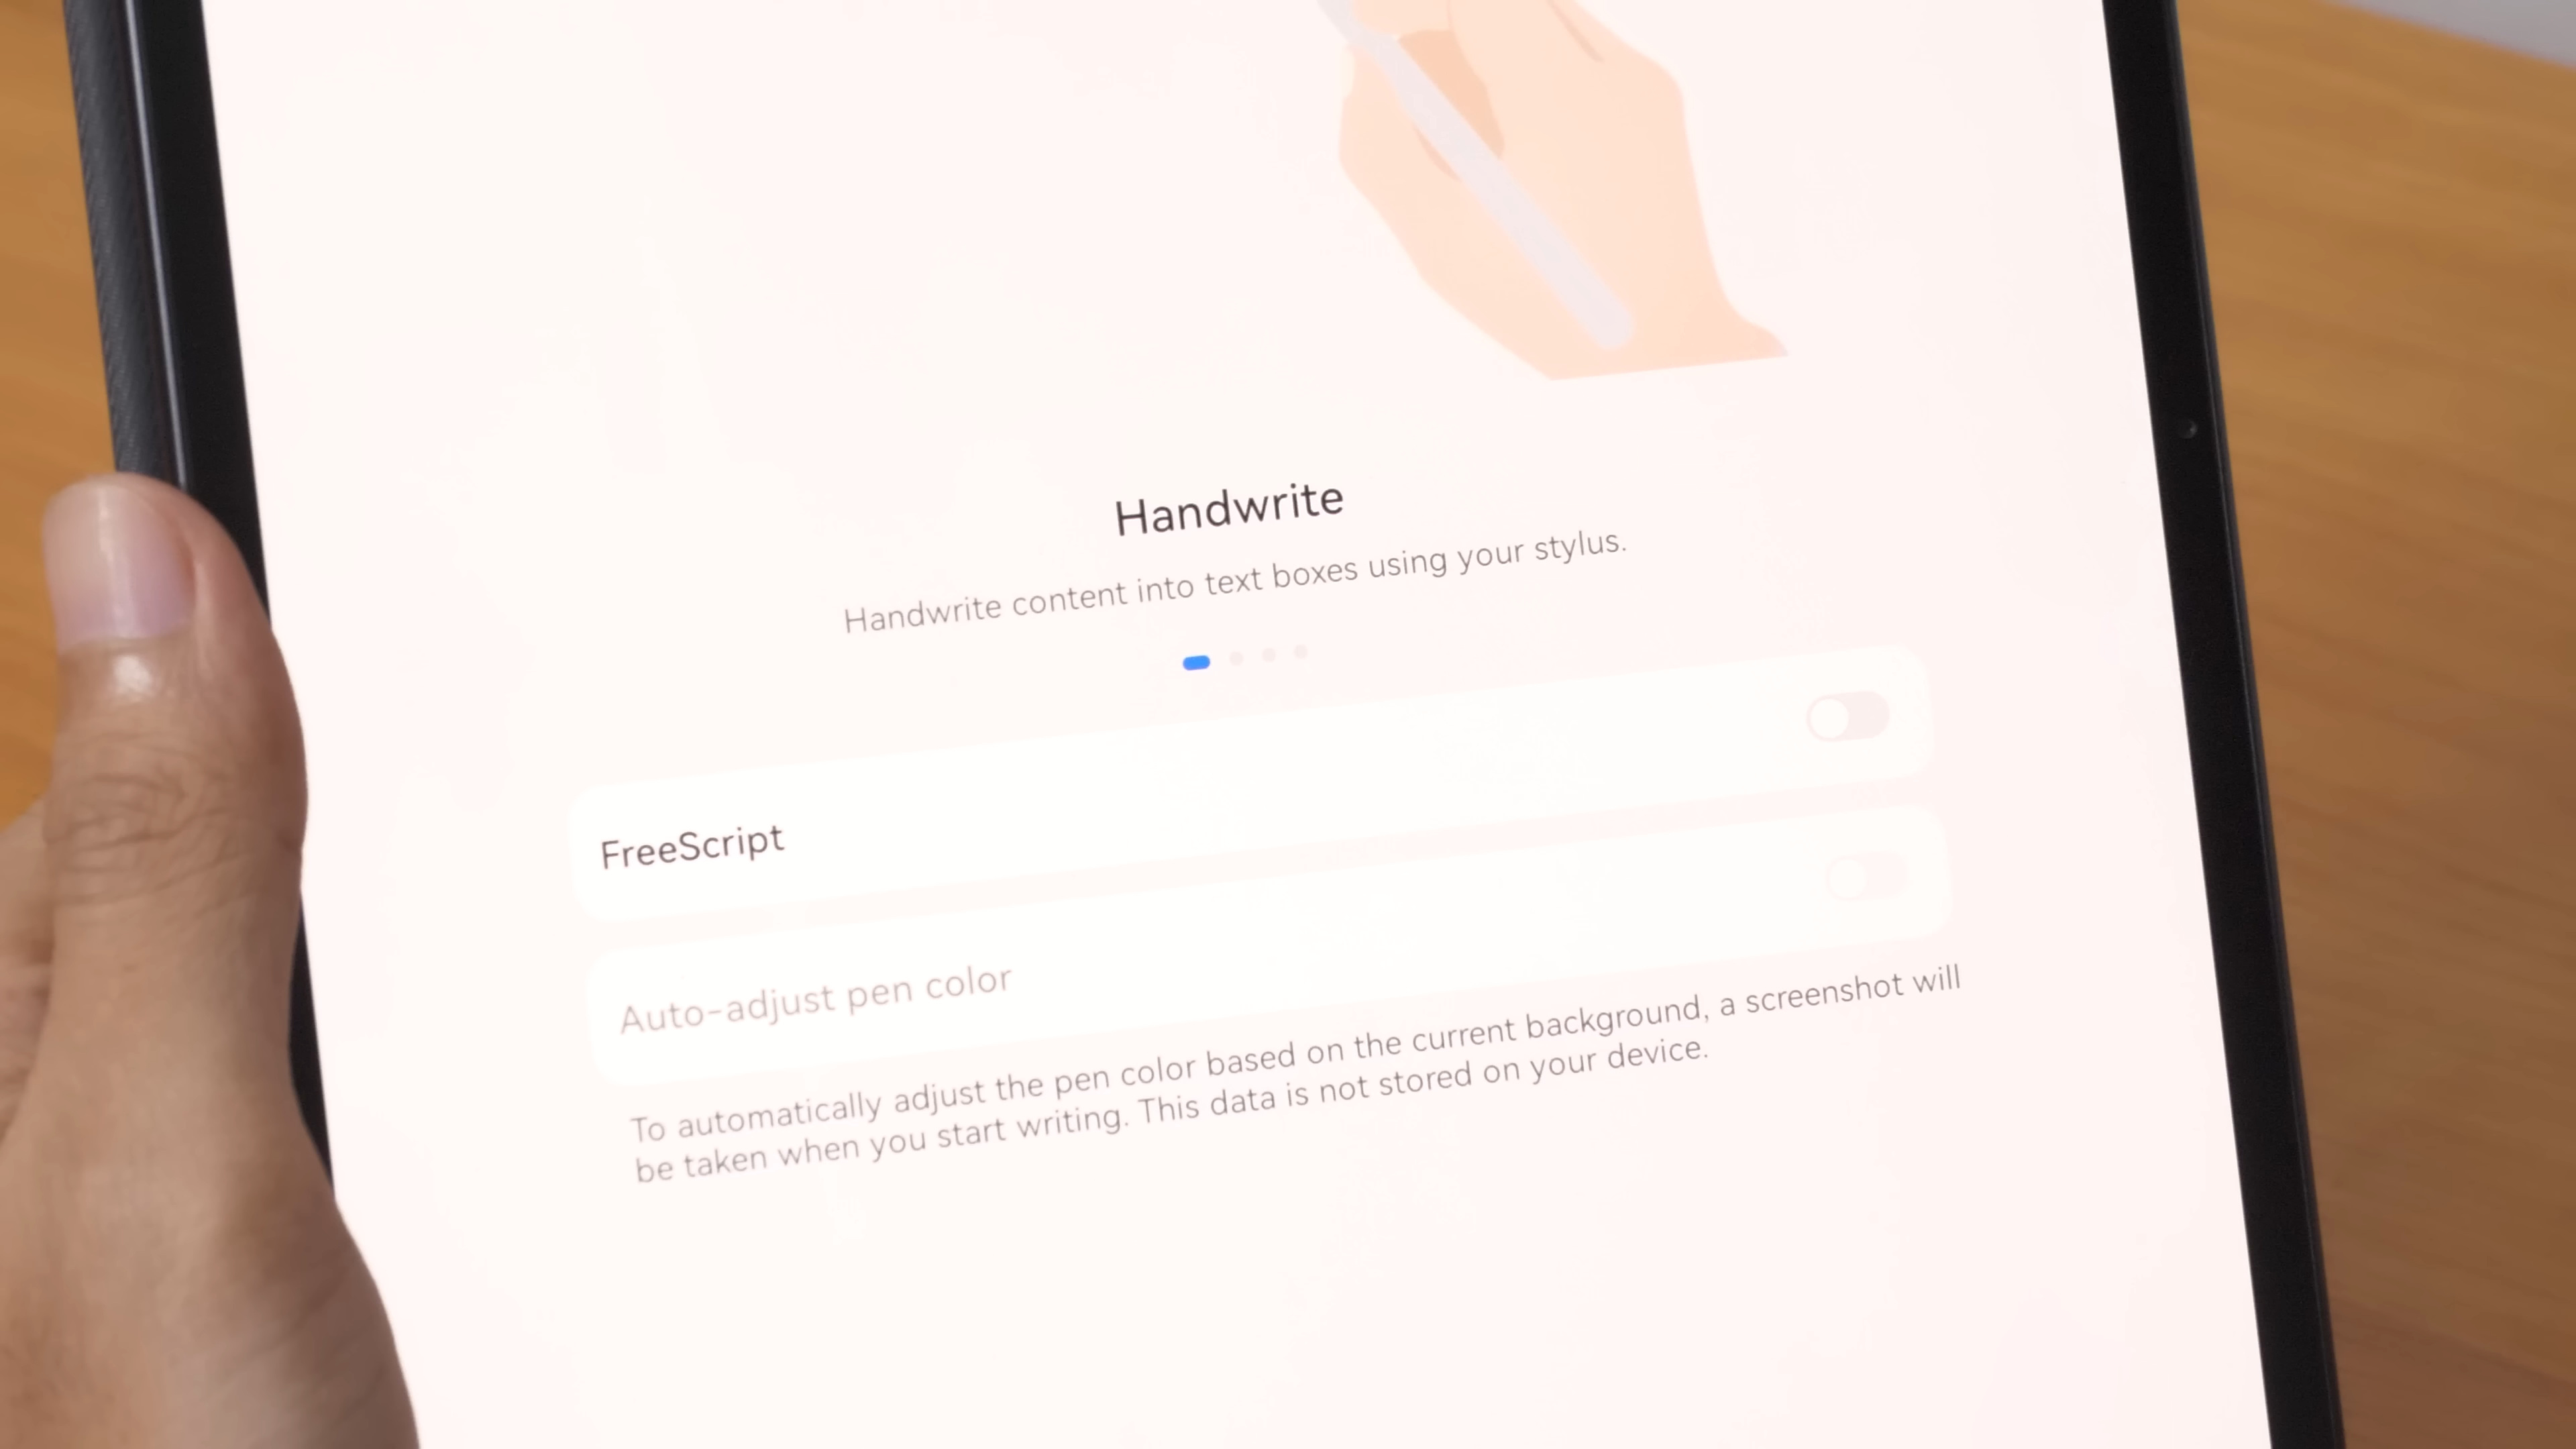 Handwrite
Handwrite content into text boxes using your stylus.
FreeScript
Auto-adjust pen color
To automatically adjust the pen color based on the current background, a screenshot will
be taken when you start writing. This data is not stored on your device.